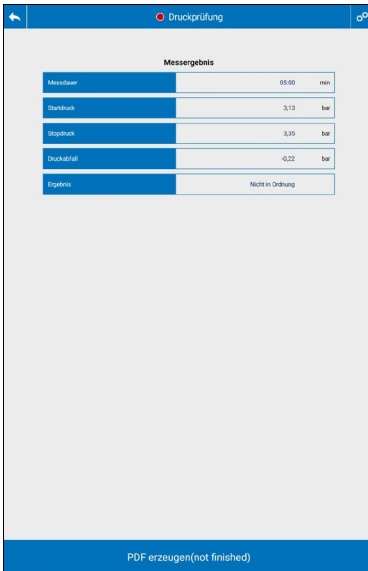 Druckprüfung
Messergebnis
Messdauer 05:00 min
Startdruck 3,13 bar
Stopdruck 3,35 bar
Druckabfall -0,22 bar
Ergebnis Nicht in Ordnung
PDF erzeugen(not finished)